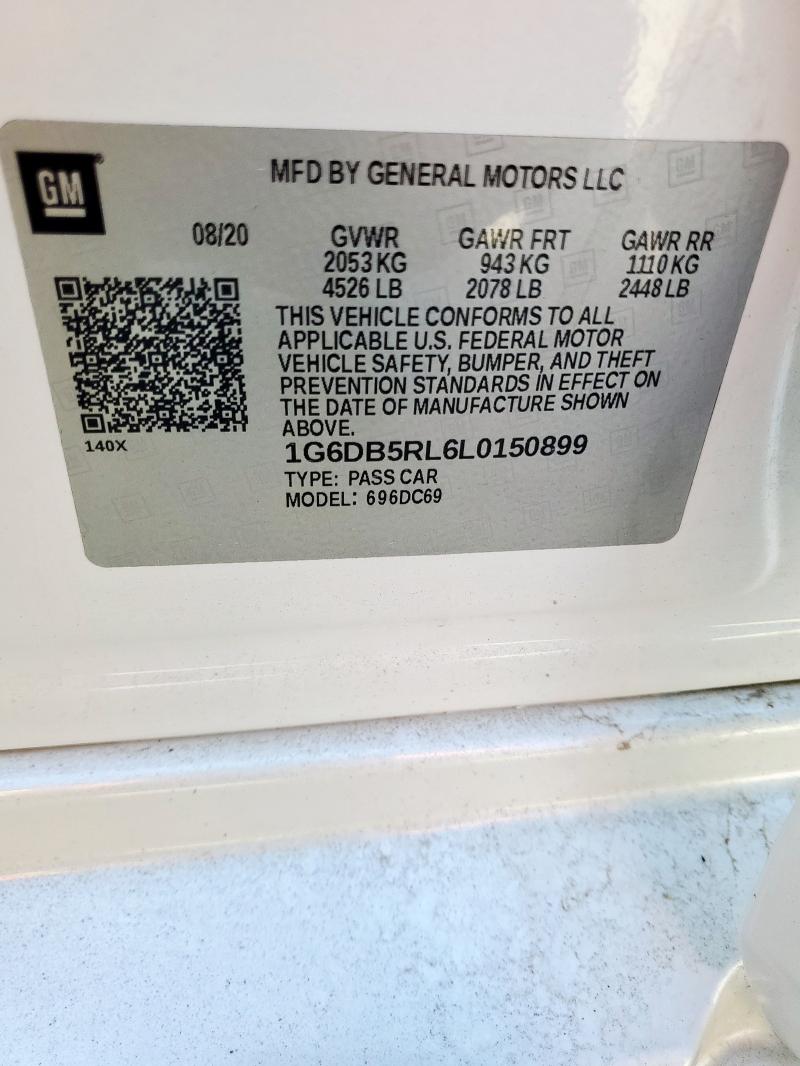 GM
MFD BY GENERAL MOTORS LLC
08/20 GVWR GAWR FRT GAWR RR
2053 KG 943 KG 1110 KG
4526 LB 2078 LB 2448 LB
THIS VEHICLE CONFORMS TO ALL
APPLICABLE U.S. FEDERAL MOTOR
VEHICLE SAFETY, BUMPER, AND THEFT
PREVENTION STANDARDS IN EFFECT ON
THE DATE OF MANUFACTURE SHOWN
ABOVE.
140X
1G6DB5RL6L0150899
TYPE: PASS CAR
MODEL: 696DC69